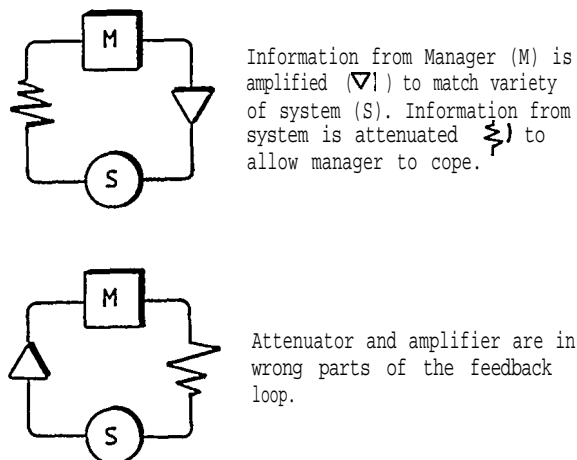 M
S
Information from Manager (M) is
amplified (▽) to match variety
of system (S). Information from
system is attenuated ) to
allow manager to cope.
M
S
Attenuator and amplifier are in
wrong parts of the feedback
loop.